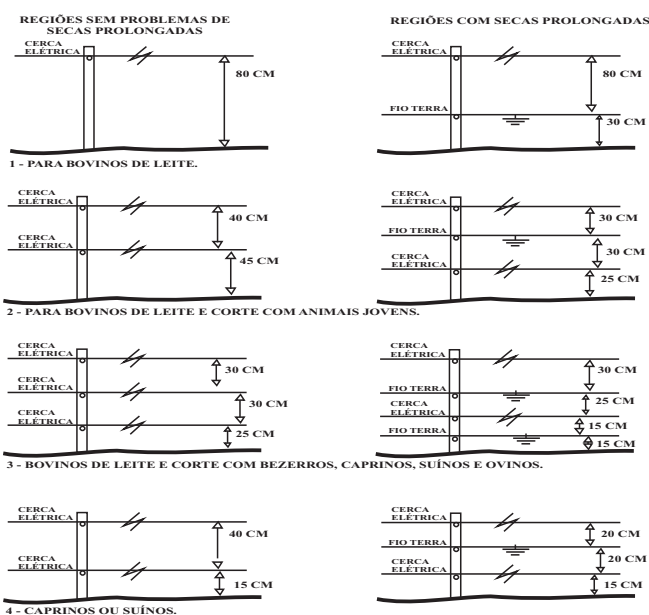 REGIÕES SEM PROBLEMAS DE
SECAS PROLONGADAS
CERCA
ELÉTRICA
80 CM
REGIÕES COM SECAS PROLONGADAS
CERCA
ELÉTRICA
80 CM
FIO TERRA
30 CM
1 - PARA BOVINOS DE LEITE.
CERCA
ELÉTRICA
40 CM
CERCA
ELÉTRICA
45 CM
CERCA
ELÉTRICA
30 CM
FIO TERRA
30 CM
CERCA
ELÉTRICA
25 CM
2 - PARA BOVINOS DE LEITE E CORTE COM ANIMAIS JOVENS.
CERCA
ELÉTRICA
30 CM
CERCA
ELÉTRICA
30 CM
CERCA
ELÉTRICA
25 CM
CERCA
ELÉTRICA
30 CM
FIO TERRA
25 CM
CERCA
ELÉTRICA
15 CM
FIO TERRA
15 CM
3 - BOVINOS DE LEITE E CORTE COM BEZERROS, CAPRINOS, SUÍNOS E OVINOS.
CERCA
ELÉTRICA
40 CM
CERCA
ELÉTRICA
15 CM
CERCA
ELÉTRICA
20 CM
FIO TERRA
20 CM
CERCA
ELÉTRICA
15 CM
4 - CAPRINOS OU SUÍNOS.